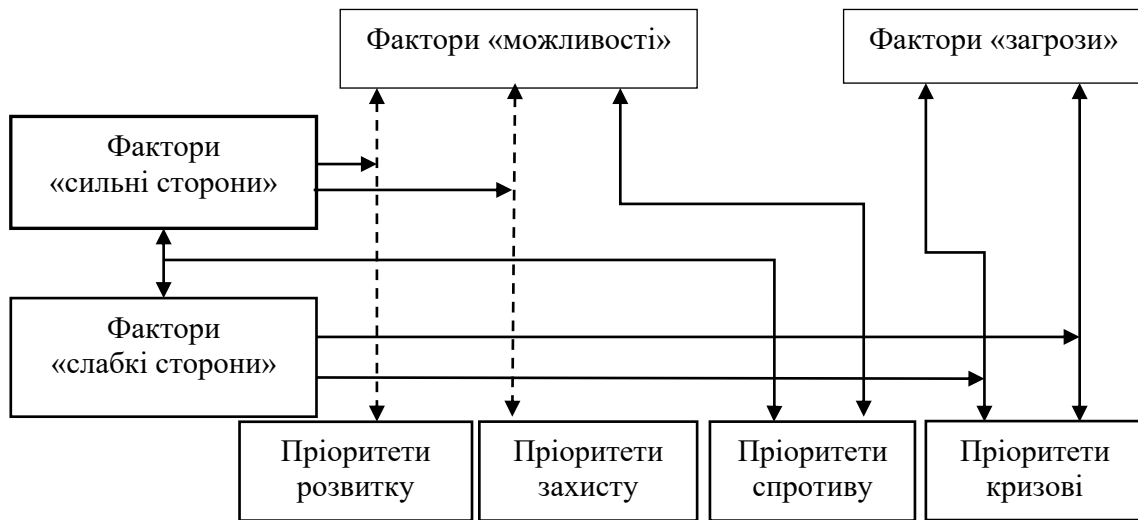 Фактори «можливості»
Фактори «загрози»
Фактори
«сильні сторони»
Фактори
«слабкі сторони»
Пріоритети
розвитку
Пріоритети
захисту
Пріоритети
спротиву
Пріоритети
кризові